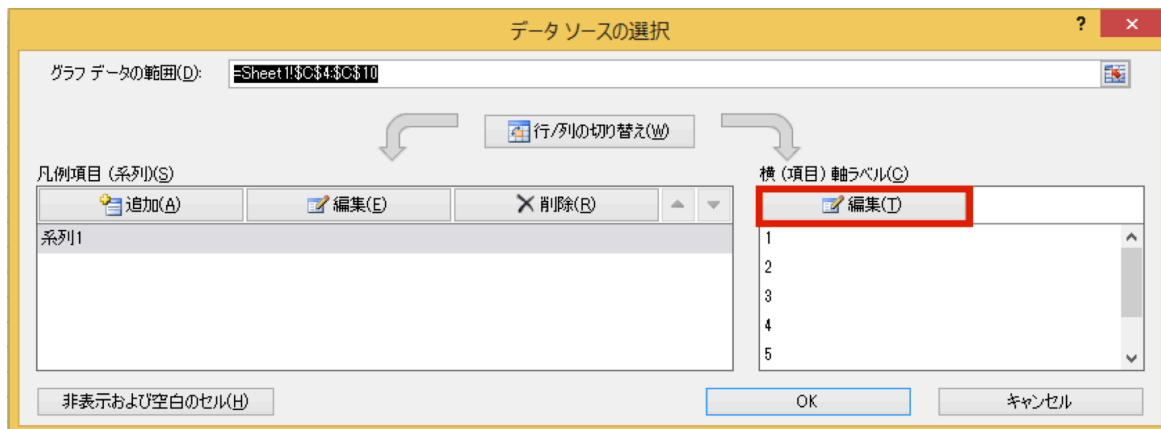 データ ソースの選択
? ×
グラフ データの範囲(D): =Sheet1!$C$4:$C$10
行/列の切り替え(W)
凡例項目 (系列)(S)
追加(A) 編集(E) 削除(R)
系列1
横 (項目) 軸ラベル(C)
編集(T)
1
2
3
4
5
非表示および空白のセル(H)
OK
キャンセル